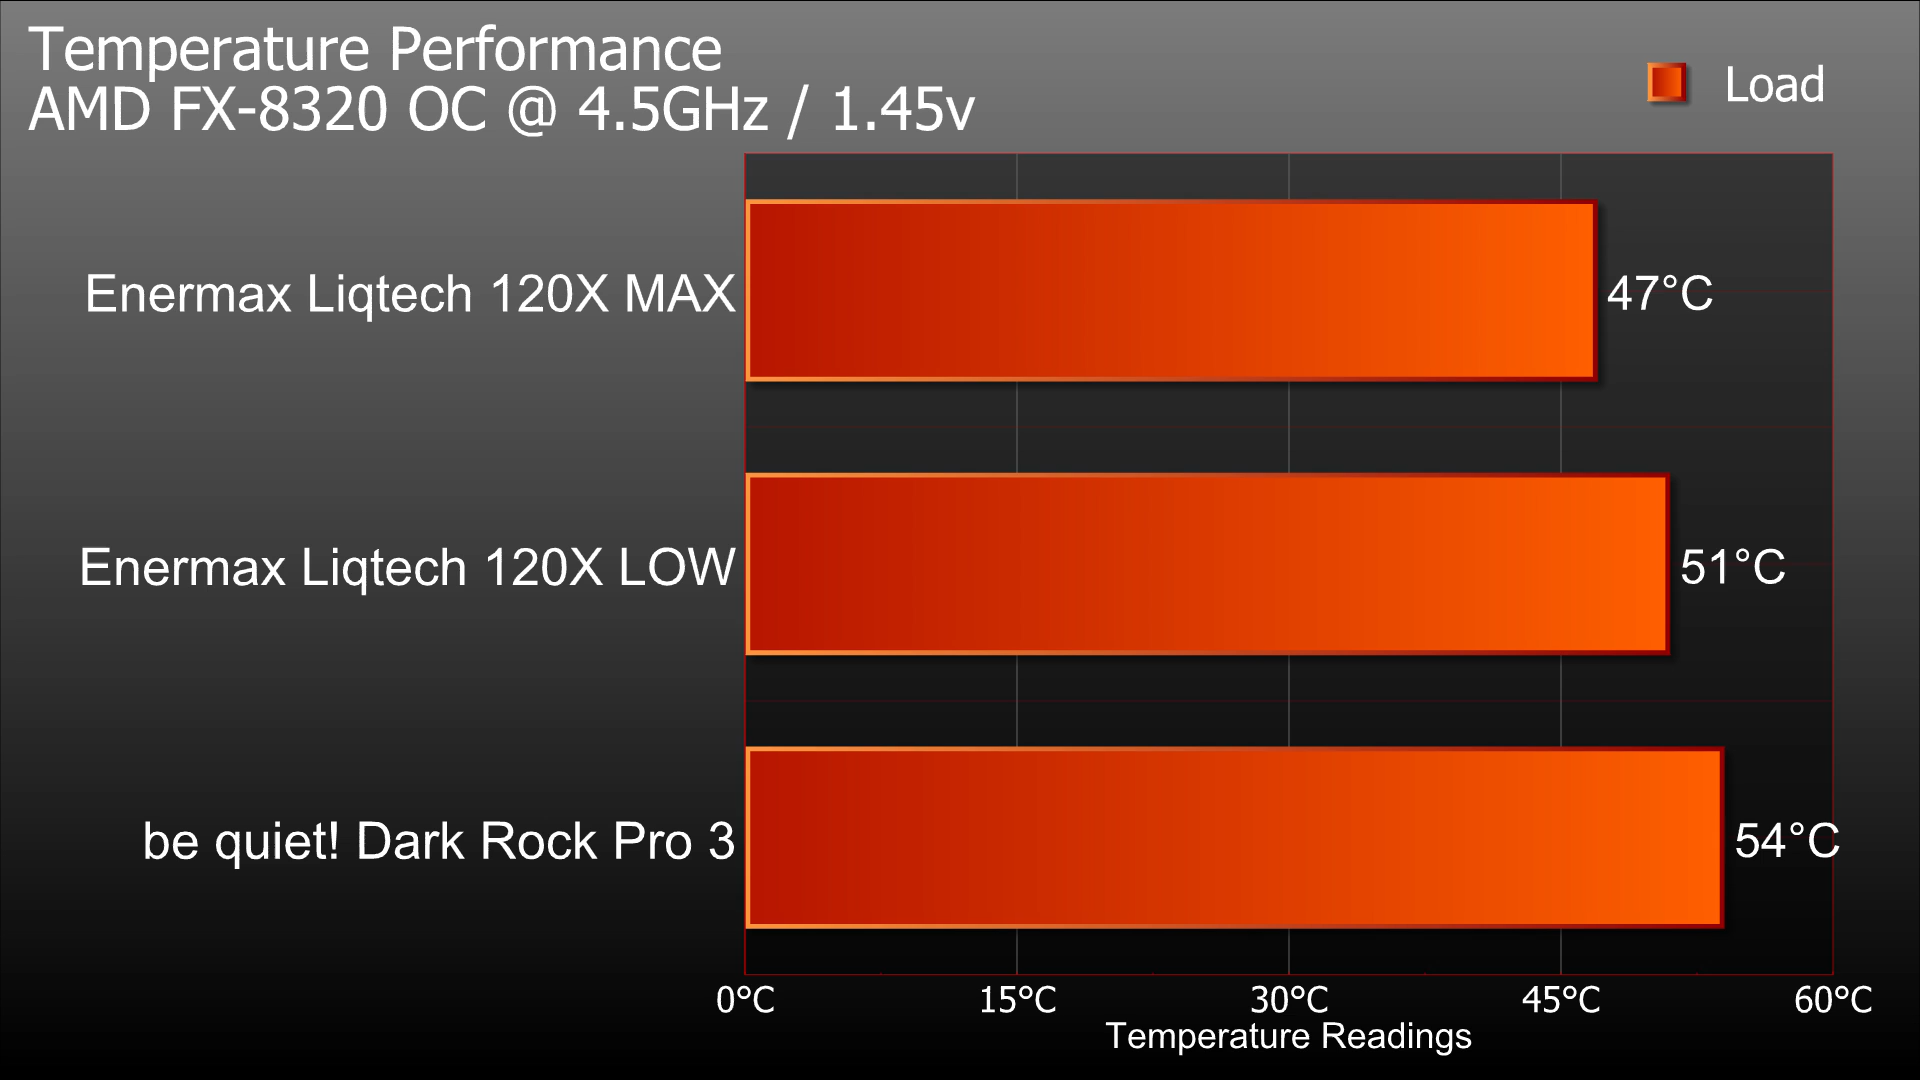 Temperature Performance
AMD FX-8320 OC @ 4.5GHz / 1.45v
Load
Enermax Liqtech 120X MAX
47°C
Enermax Liqtech 120X LOW
51°C
be quiet! Dark Rock Pro 3
54°C
0°C 15°C 30°C 45°C 60°C
Temperature Readings